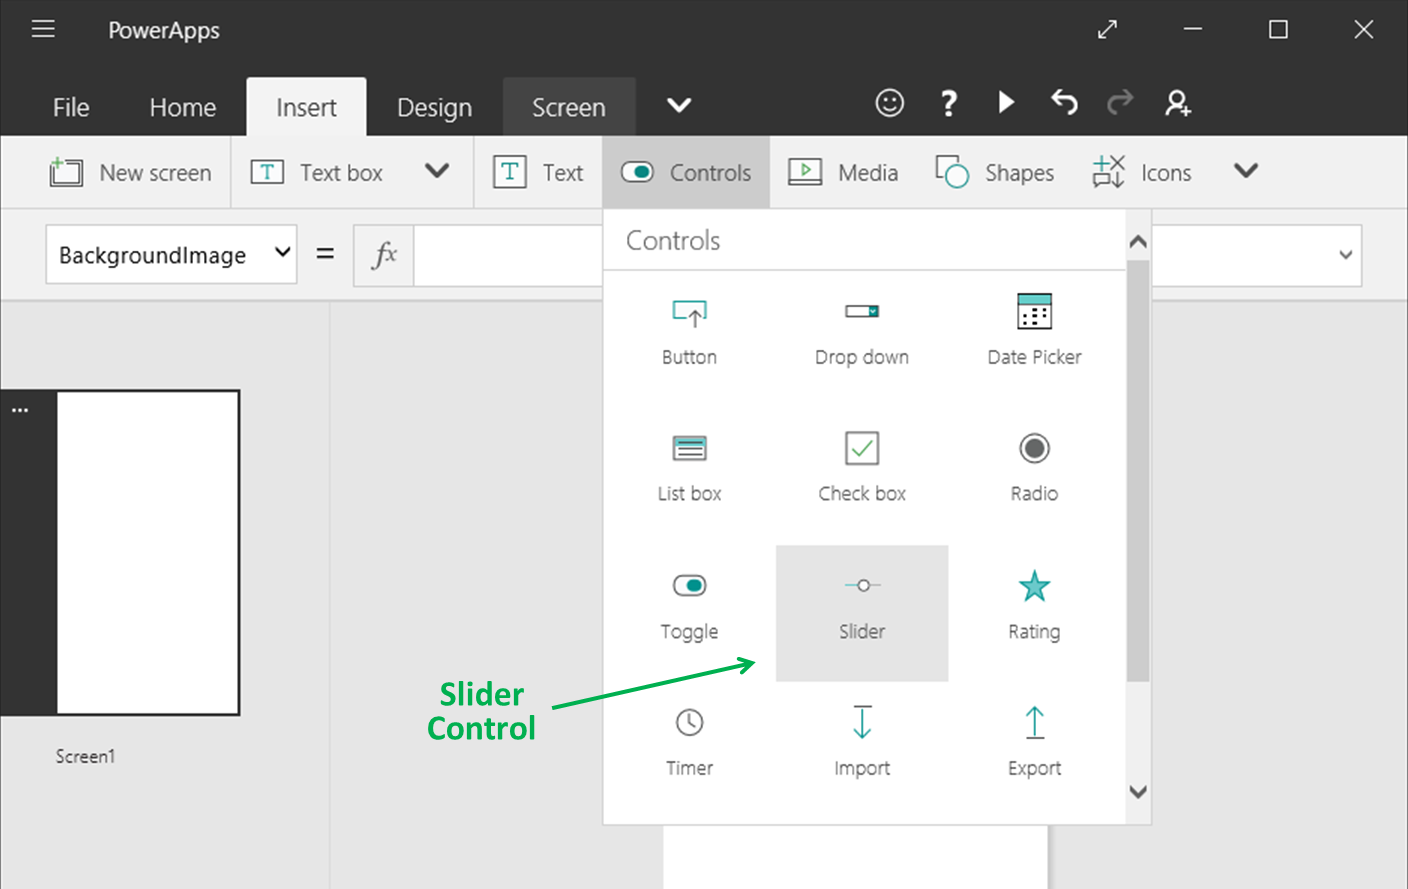 PowerApps
File Home Insert Design Screen
?
New screen Text box Text Controls Media Shapes Icons
BackgroundImage = fx
Controls
Button Drop down Date Picker
List box Check box Radio
Toggle Slider Rating
Slider
Control
Timer Import Export
Screen1